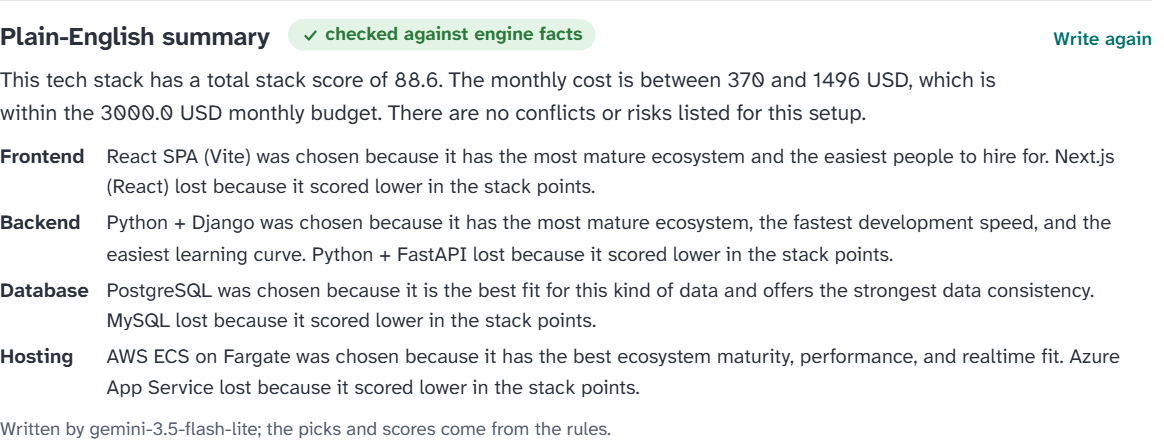 Plain-English summary ✓ checked against engine facts Write again
This tech stack has a total stack score of 88.6. The monthly cost is between 370 and 1496 USD, which is
within the 3000.0 USD monthly budget. There are no conflicts or risks listed for this setup.
Frontend React SPA (Vite) was chosen because it has the most mature ecosystem and the easiest people to hire for. Next.js
(React) lost because it scored lower in the stack points.
Backend Python + Django was chosen because it has the most mature ecosystem, the fastest development speed, and the
easiest learning curve. Python + FastAPI lost because it scored lower in the stack points.
Database PostgreSQL was chosen because it is the best fit for this kind of data and offers the strongest data consistency.
MySQL lost because it scored lower in the stack points.
Hosting AWS ECS on Fargate was chosen because it has the best ecosystem maturity, performance, and realtime fit. Azure
App Service lost because it scored lower in the stack points.
Written by gemini-3.5-flash-lite; the picks and scores come from the rules.